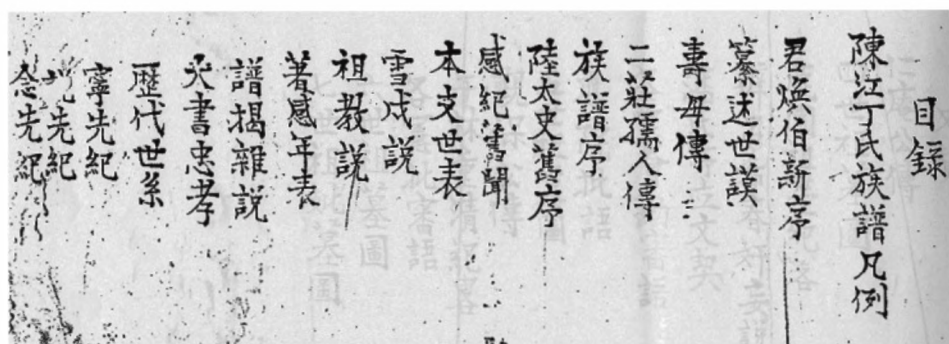 目錄
陳江丁氏族譜凡例
君煥伯新序
纂述世謨
壽母傳
二莊孺人傳
族譜序
陸太史舊序
感紀舊聞
本支世表
雪戍說
祖教說
著感年表
譜揭雜說
大書忠孝
歷代世系
寧先紀
先紀
念先紀